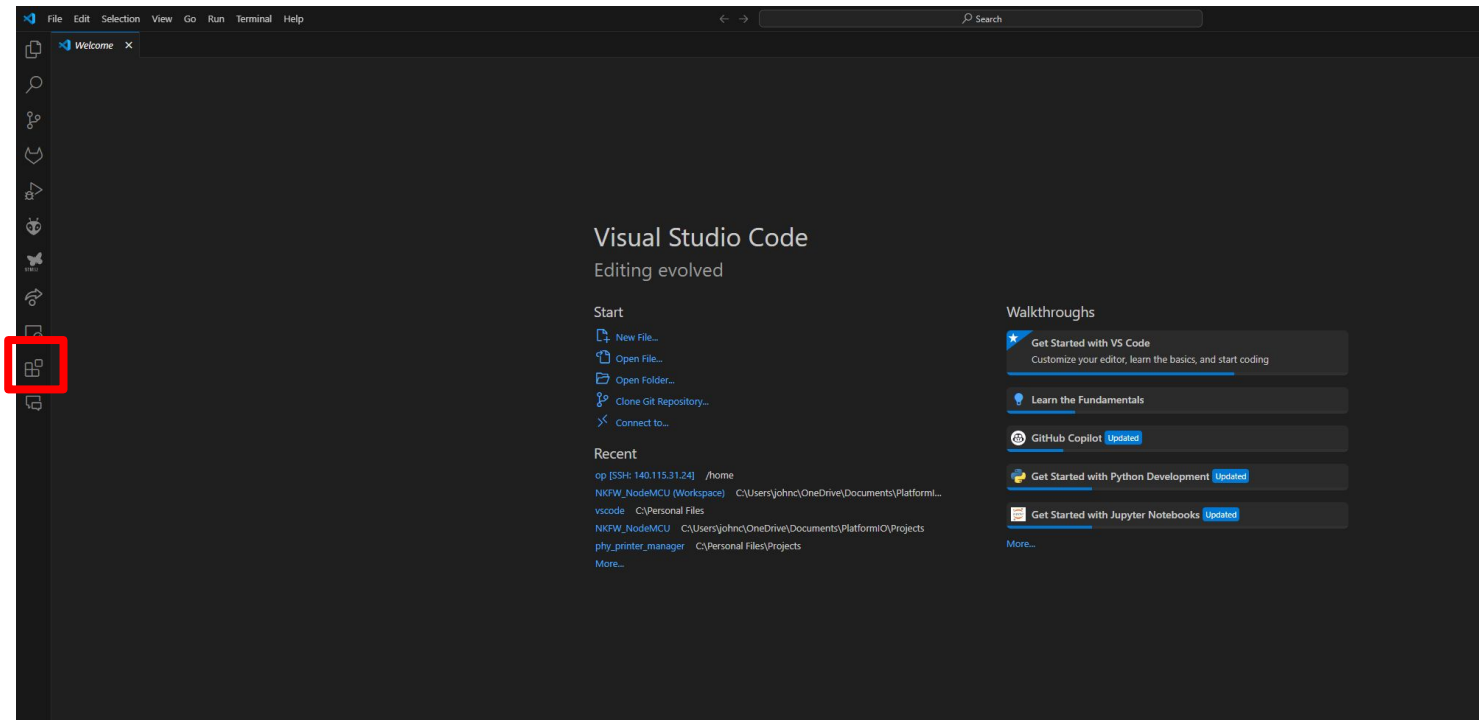 File Edit Selection View Go Run Terminal Help
Search
Welcome
Visual Studio Code
Editing evolved
Start
New File...
Open File...
Open Folder...
Clone Git Repository...
Connect to...
Recent
op [SSH: 140.115.31.24] /home
NKFW_NodeMCU (Workspace) C:\Users\johnc\OneDrive\Documents\PlatformI...
vscode C:\Personal Files
NKFW_NodeMCU C:\Users\johnc\OneDrive\Documents\PlatformIO\Projects
phy_printer_manager C:\Personal Files\Projects
More...
Walkthroughs
Get Started with VS Code
Customize your editor, learn the basics, and start coding
Learn the Fundamentals
GitHub Copilot Updated
Get Started with Python Development Updated
Get Started with Jupyter Notebooks Updated
More...